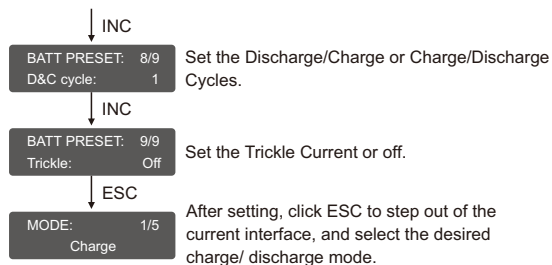 INC
BATT PRESET: 8/9
D&C cycle: 1
Set the Discharge/Charge or Charge/Discharge
Cycles.
INC
BATT PRESET: 9/9
Trickle: Off
Set the Trickle Current or off.
ESC
MODE: 1/5
Charge
After setting, click ESC to step out of the
current interface, and select the desired
charge/ discharge mode.